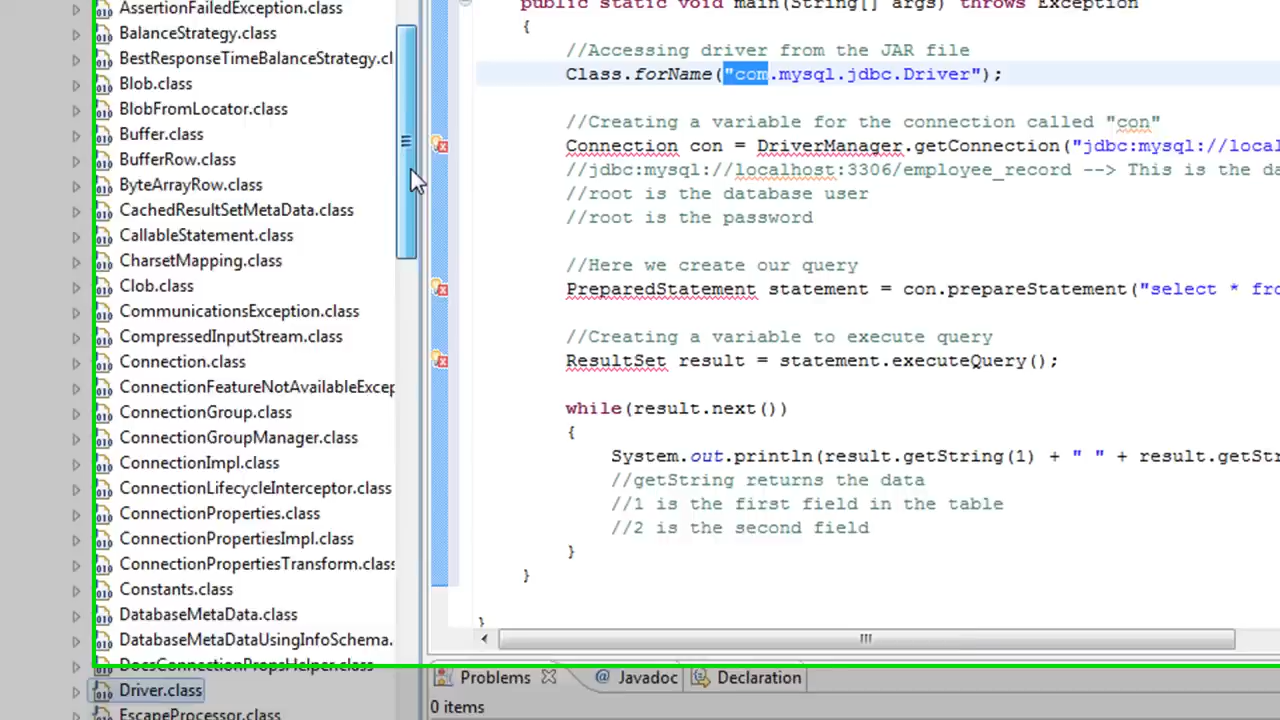 AssertionFailedException.class
BalanceStrategy.class
BestResponseTimeBalanceStrategy.cl
Blob.class
BlobFromLocator.class
Buffer.class
BufferRow.class
ByteArrayRow.class
CachedResultSetMetaData.class
CallableStatement.class
CharsetMapping.class
Clob.class
CommunicationsException.class
CompressedInputStream.class
Connection.class
ConnectionFeatureNotAvailableExcep
ConnectionGroup.class
ConnectionGroupManager.class
ConnectionImpl.class
ConnectionLifecycleInterceptor.class
ConnectionProperties.class
ConnectionPropertiesImpl.class
ConnectionPropertiesTransform.class
Constants.class
DatabaseMetaData.class
DatabaseMetaDataUsingInfoSchema.
DocsConnectionPropsHelper.class
Driver.class
EscapeProcessor.class
public static void main(String[] args) throws Exception
{
//Accessing driver from the JAR file
Class.forName("com.mysql.jdbc.Driver");
//Creating a variable for the connection called "con"
Connection con = DriverManager.getConnection("jdbc:mysql://local
//jdbc:mysql://localhost:3306/employee_record --> This is the da
//root is the database user
//root is the password
//Here we create our query
PreparedStatement statement = con.prepareStatement("select * fro
//Creating a variable to execute query
ResultSet result = statement.executeQuery();
while(result.next())
{
System.out.println(result.getString(1) + " " + result.getStr
//getString returns the data
//1 is the first field in the table
//2 is the second field
}
}
}
Problems @ Javadoc Declaration
0 items